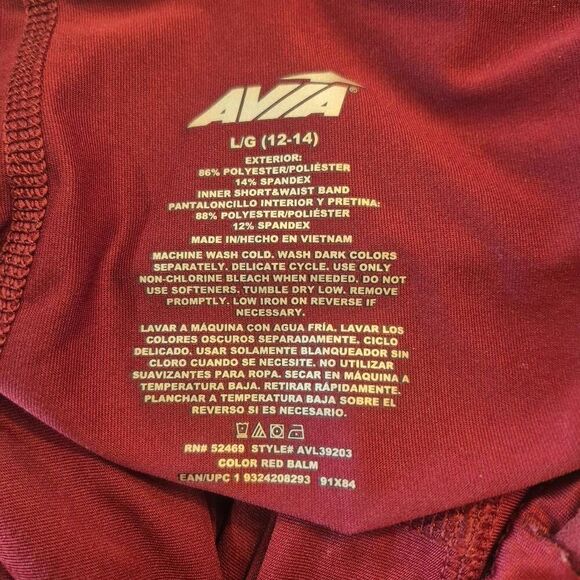 AVIA®
L/G (12-14)
EXTERIOR:
86% POLYESTER/POLIÉSTER
14% SPANDEX
INNER SHORT&WAIST BAND
PANTALONCILLO INTERIOR Y PRETINA:
88% POLYESTER/POLIÉSTER
12% SPANDEX
MADE IN/HECHO EN VIETNAM
MACHINE WASH COLD. WASH DARK COLORS
SEPARATELY. DELICATE CYCLE. USE ONLY
NON-CHLORINE BLEACH WHEN NEEDED. DO NOT
USE SOFTENERS. TUMBLE DRY LOW. REMOVE
PROMPTLY. LOW IRON ON REVERSE IF
NECESSARY.
LAVAR A MÁQUINA CON AGUA FRÍA. LAVAR LOS
COLORES OSCUROS SEPARADAMENTE. CICLO
DELICADO. USAR SOLAMENTE BLANQUEADOR SIN
CLORO CUANDO SE NECESITE. NO UTILIZAR
SUAVIZANTES PARA ROPA. SECAR EN MÁQUINA A
TEMPERATURA BAJA. RETIRAR RÁPIDAMENTE.
PLANCHAR A TEMPERATURA BAJA SOBRE EL
REVERSO SI ES NECESARIO.
RN# 52469 STYLE# AVL39203
COLOR RED BALM
EAN/UPC 1 9324208293 91X84